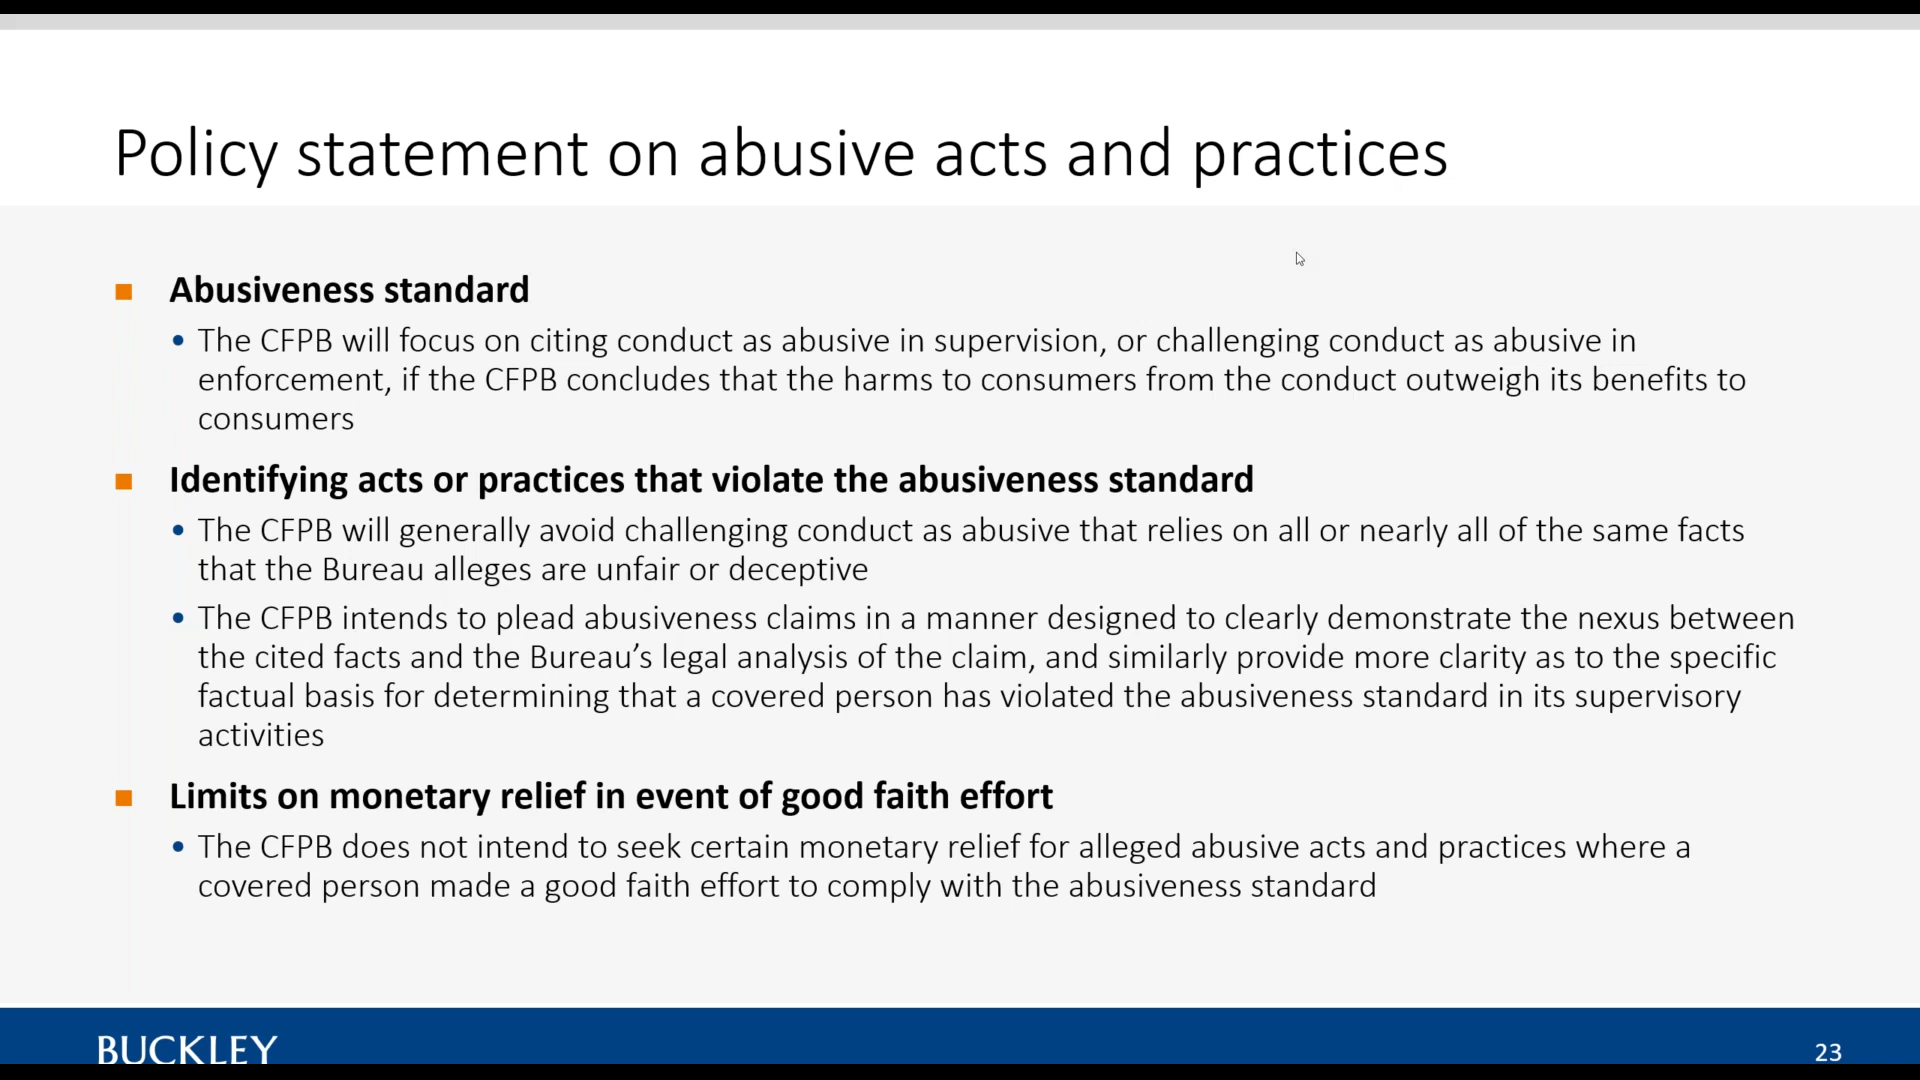 Policy statement on abusive acts and practices
Abusiveness standard
• The CFPB will focus on citing conduct as abusive in supervision, or challenging conduct as abusive in
enforcement, if the CFPB concludes that the harms to consumers from the conduct outweigh its benefits to
consumers
Identifying acts or practices that violate the abusiveness standard
• The CFPB will generally avoid challenging conduct as abusive that relies on all or nearly all of the same facts
that the Bureau alleges are unfair or deceptive
• The CFPB intends to plead abusiveness claims in a manner designed to clearly demonstrate the nexus between
the cited facts and the Bureau’s legal analysis of the claim, and similarly provide more clarity as to the specific
factual basis for determining that a covered person has violated the abusiveness standard in its supervisory
activities
Limits on monetary relief in event of good faith effort
• The CFPB does not intend to seek certain monetary relief for alleged abusive acts and practices where a
covered person made a good faith effort to comply with the abusiveness standard
BUCKLEY
23